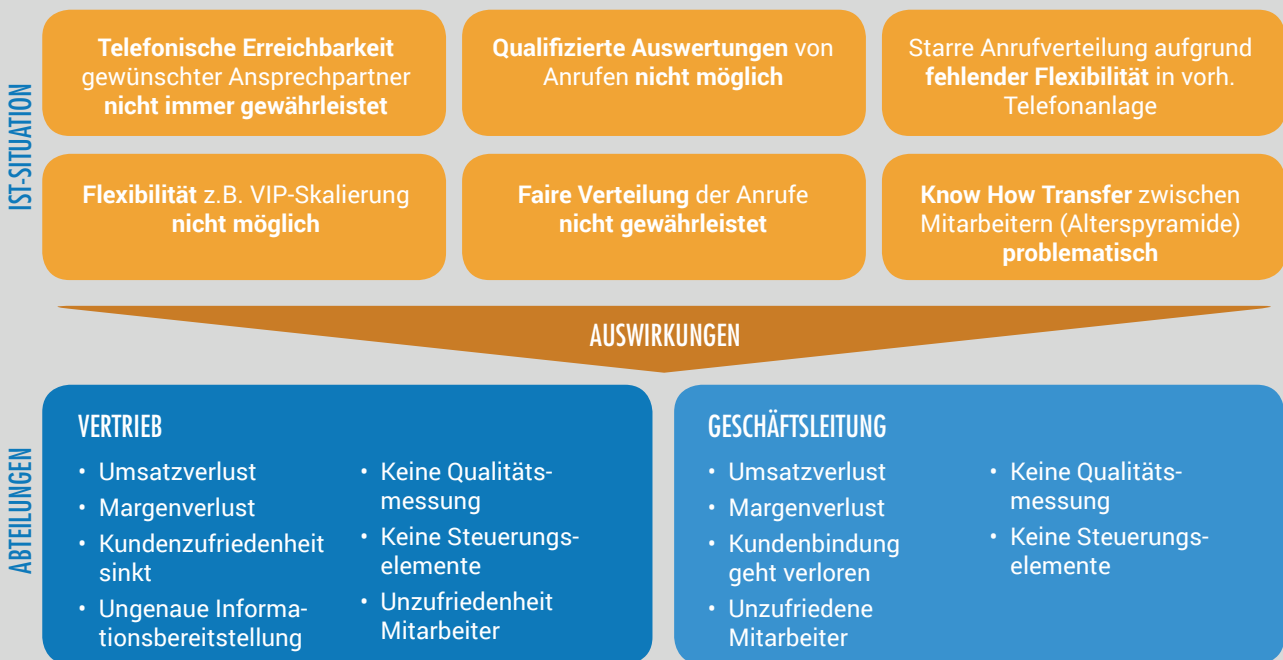 IST-SITUATION
Telefonische Erreichbarkeit
gewünschter Ansprechpartner
nicht immer gewährleistet
Qualifizierte Auswertungen von
Anrufen nicht möglich
Starre Anrufverteilung aufgrund
fehlender Flexibilität in vorh.
Telefonanlage
Flexibilität z.B. VIP-Skalierung
nicht möglich
Faire Verteilung der Anrufe
nicht gewährleistet
Know How Transfer zwischen
Mitarbeitern (Alterspyramide)
problematisch
AUSWIRKUNGEN
ABTEILUNGEN
VERTRIEB
• Umsatzverlust
• Margenverlust
• Kundenzufriedenheit
sinkt
• Ungenaue Informa-
tionsbereitstellung
• Keine Qualitäts-
messung
• Keine Steuerungs-
elemente
• Unzufriedenheit
Mitarbeiter
GESCHÄFTSLEITUNG
• Umsatzverlust
• Margenverlust
• Kundenbindung
geht verloren
• Unzufriedene
Mitarbeiter
• Keine Qualitäts-
messung
• Keine Steuerungs-
elemente